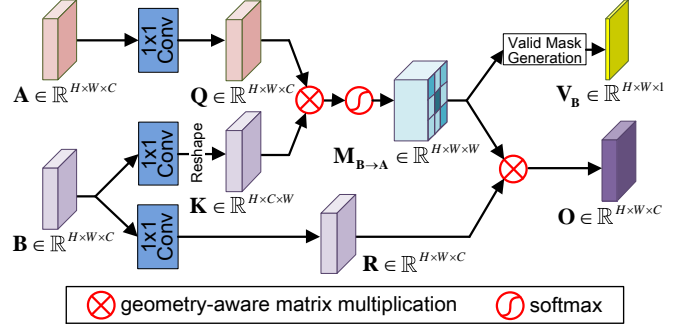 1x1 Conv
Valid Mask Generation
A ∈ ℝ^{H×W×C}
Q ∈ ℝ^{H×W×C}
V_B ∈ ℝ^{H×W×1}
1x1 Conv
Reshape
M_{B→A} ∈ ℝ^{H×W×W}
K ∈ ℝ^{H×C×W}
O ∈ ℝ^{H×W×C}
B ∈ ℝ^{H×W×C}
1x1 Conv
R ∈ ℝ^{H×W×C}
geometry-aware matrix multiplication
softmax